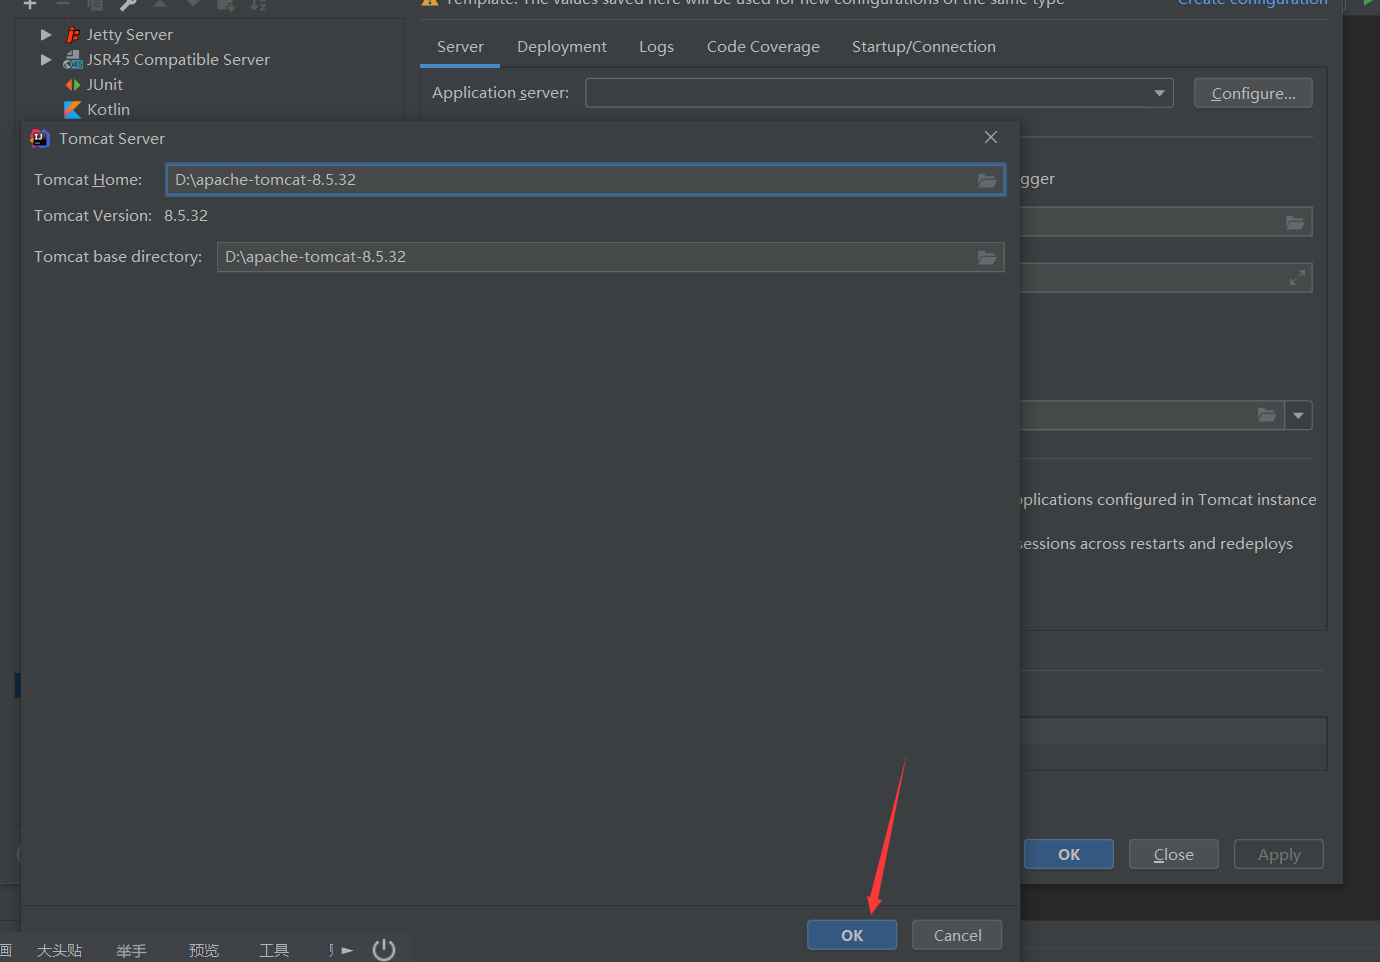 Template. The values saved here will be used for new configurations of the same type
Create configuration
Jetty Server
JSR45 Compatible Server
JUnit
Kotlin
Server
Deployment
Logs
Code Coverage
Startup/Connection
Application server:
Configure...
Tomcat Server
Tomcat Home:
D:\apache-tomcat-8.5.32
Tomcat Version: 8.5.32
Tomcat base directory:
D:\apache-tomcat-8.5.32
gger
plications configured in Tomcat instance
sessions across restarts and redeploys
OK
Close
Apply
OK
Cancel
画
大头贴
举手
预览
工具